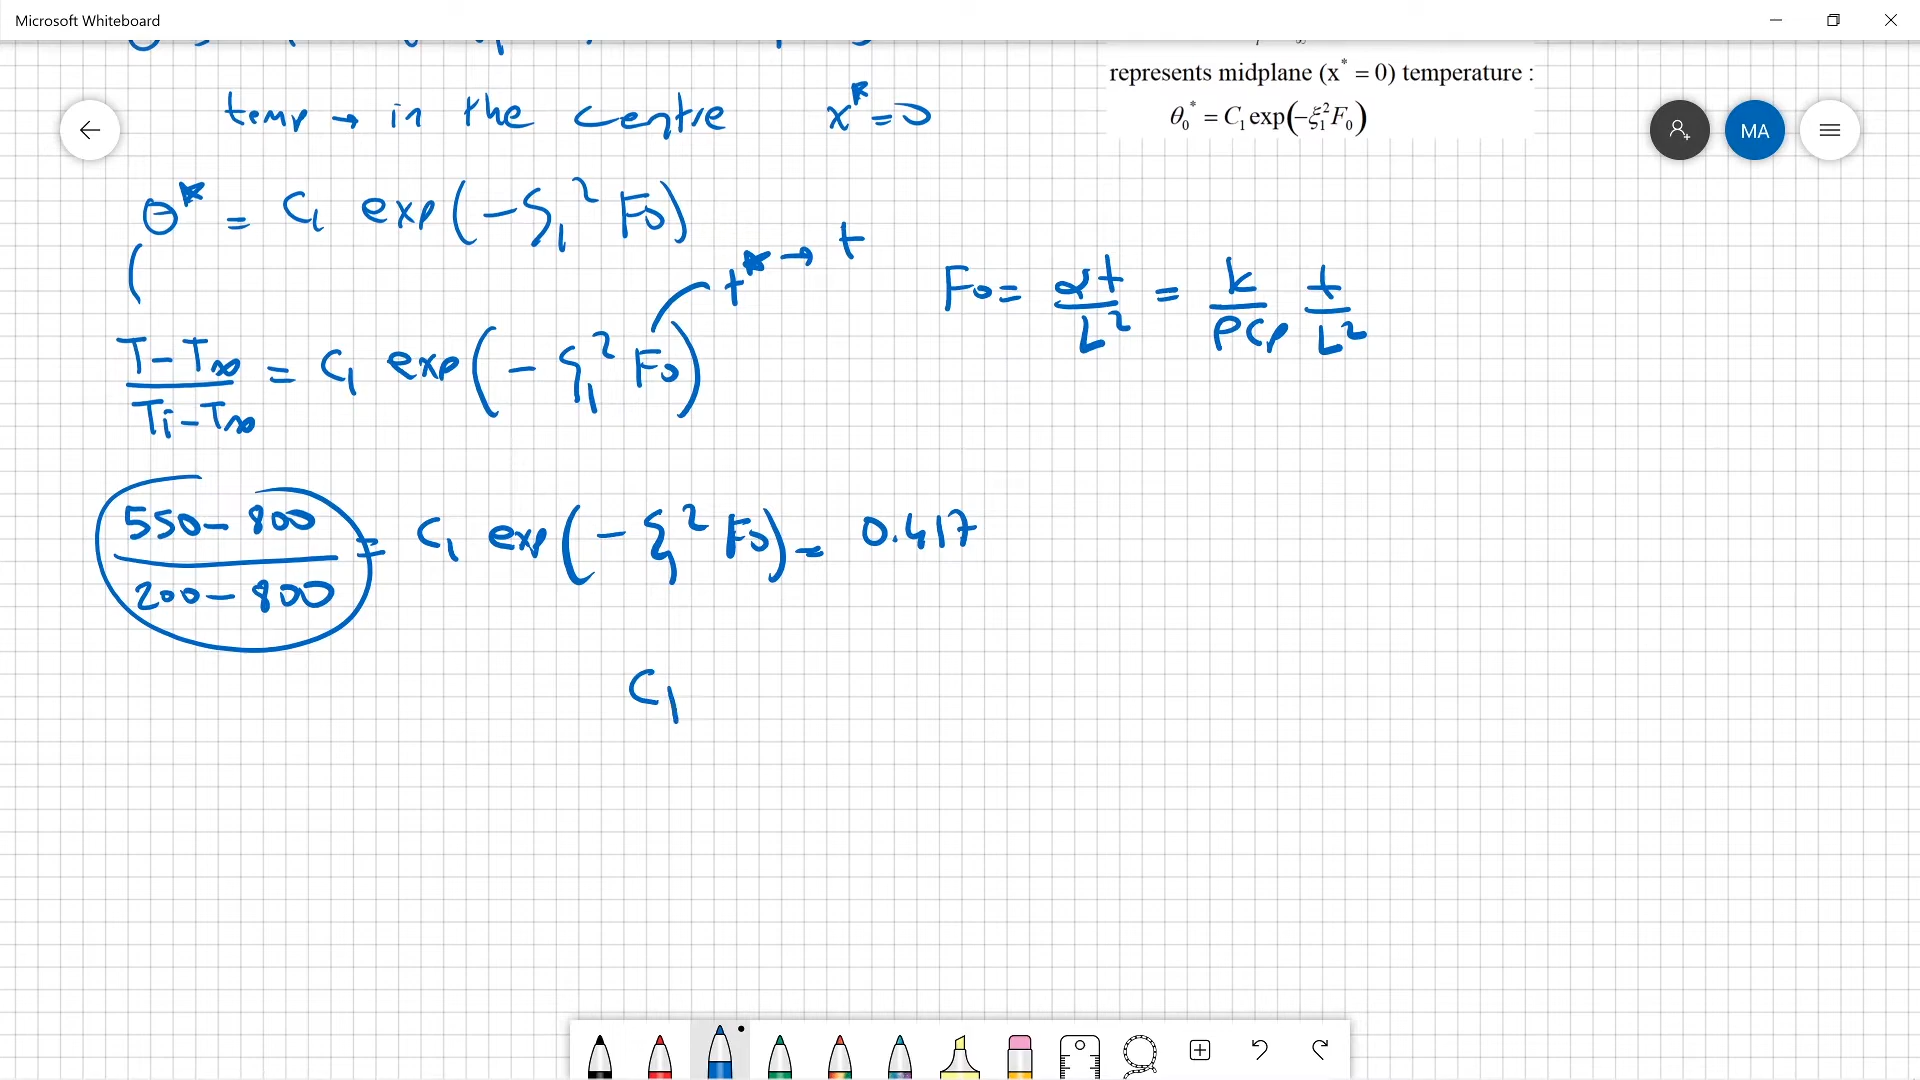 Microsoft Whiteboard
represents midplane (x* = 0) temperature :
θ₀* = C₁ exp(−ξ₁²F₀)
temp → in the centre x* = 0
MA
θ* = C₁ exp(−ζ₁² Fo)
t* → t
Fo = αt/L² = k/ρCp t/L²
T − T∞ / Ti − T∞ = C₁ exp(−ζ₁² Fo)
550 − 800 / 200 − 800 = C₁ exp(−ξ₁² Fo) = 0.417
C₁